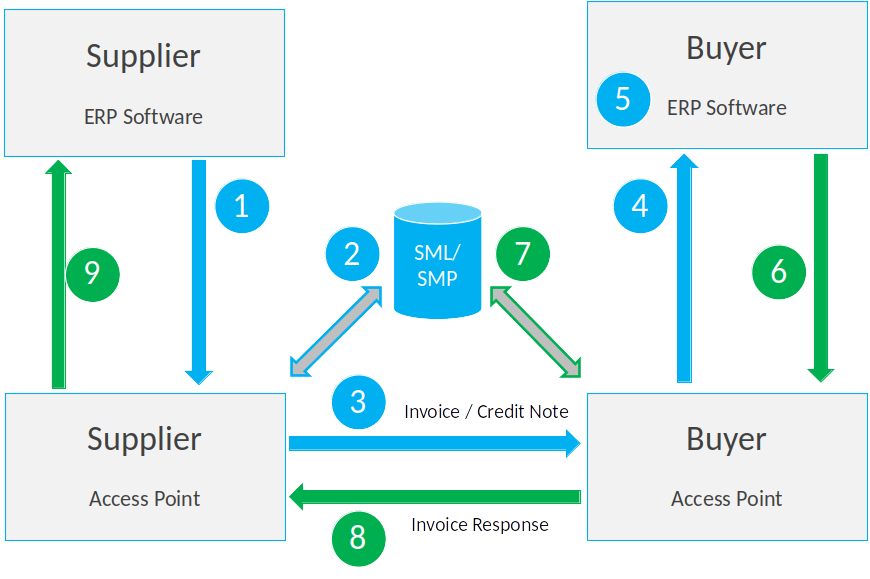 Supplier
ERP Software
Buyer
5
ERP Software
1
4
2
SML/
SMP
7
9
6
3
Invoice / Credit Note
Supplier
Access Point
Buyer
Access Point
8
Invoice Response